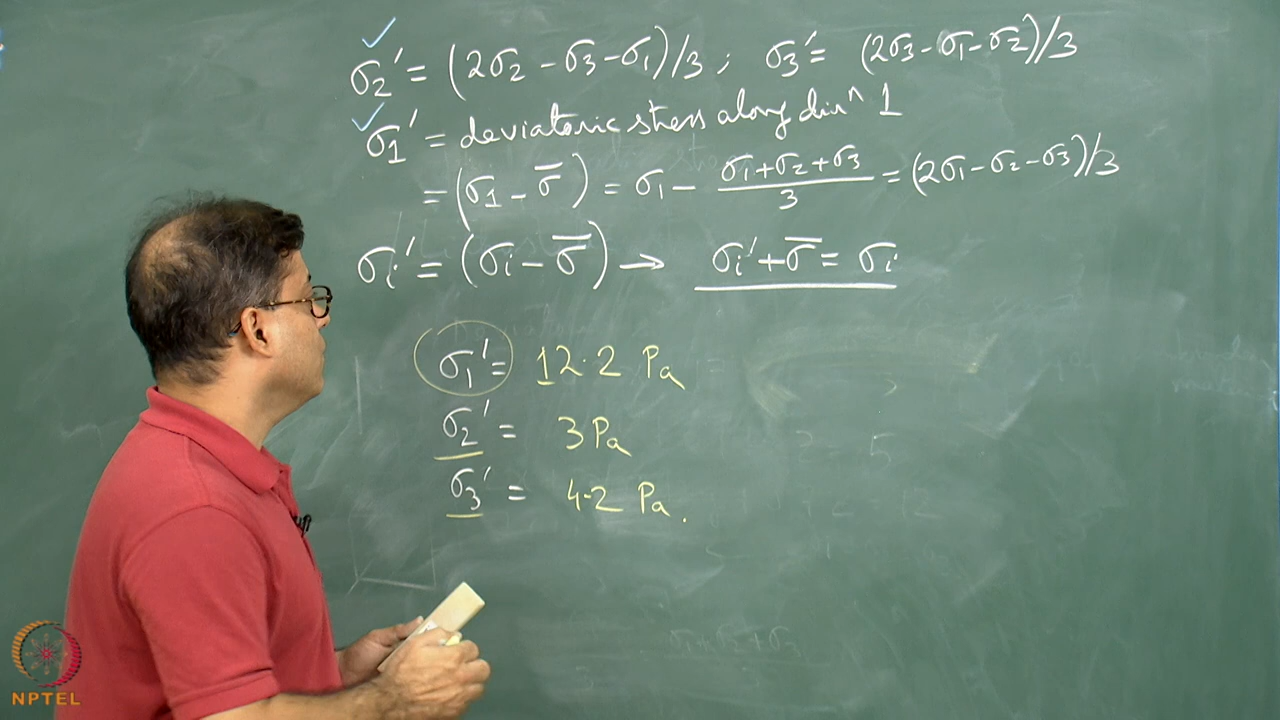 σ2′ = (2σ2 - σ3 - σ1)/3 ; σ3′ = (2σ3 - σ1 - σ2)/3
σ1′ = deviatoric stress along dirⁿ 1
= (σ1 - σ̅) = σ1 - (σ1+σ2+σ3)/3 = (2σ1 - σ2 - σ3)/3
σi′ = (σi - σ̅) → σi′ + σ̅ = σi
σ1′ = 12.2 Pa
σ2′ = 3 Pa
σ3′ = 4.2 Pa.
NPTEL